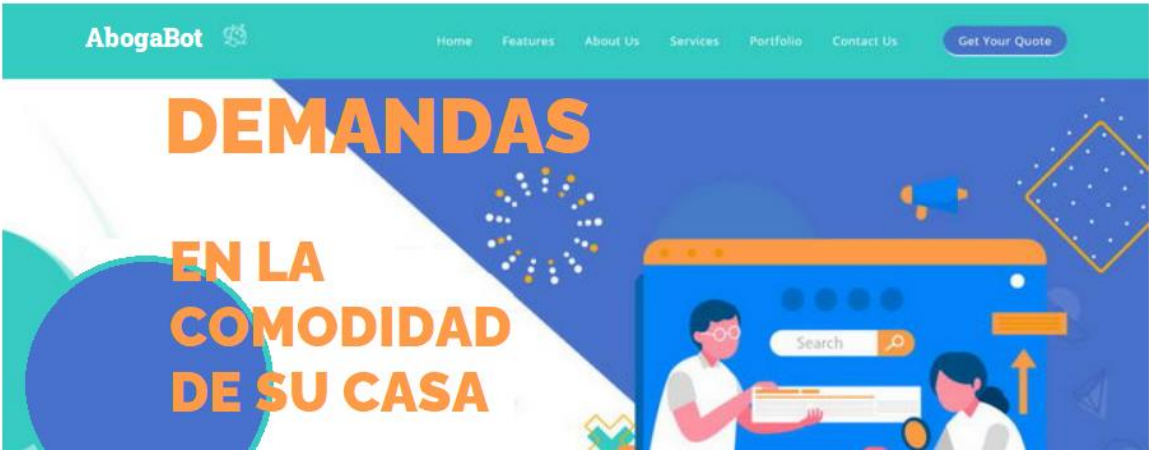 AbogaBot
Home Features About Us Services Portfolio Contact Us Get Your Quote
DEMANDAS
EN LA
COMODIDAD
DE SU CASA
Search